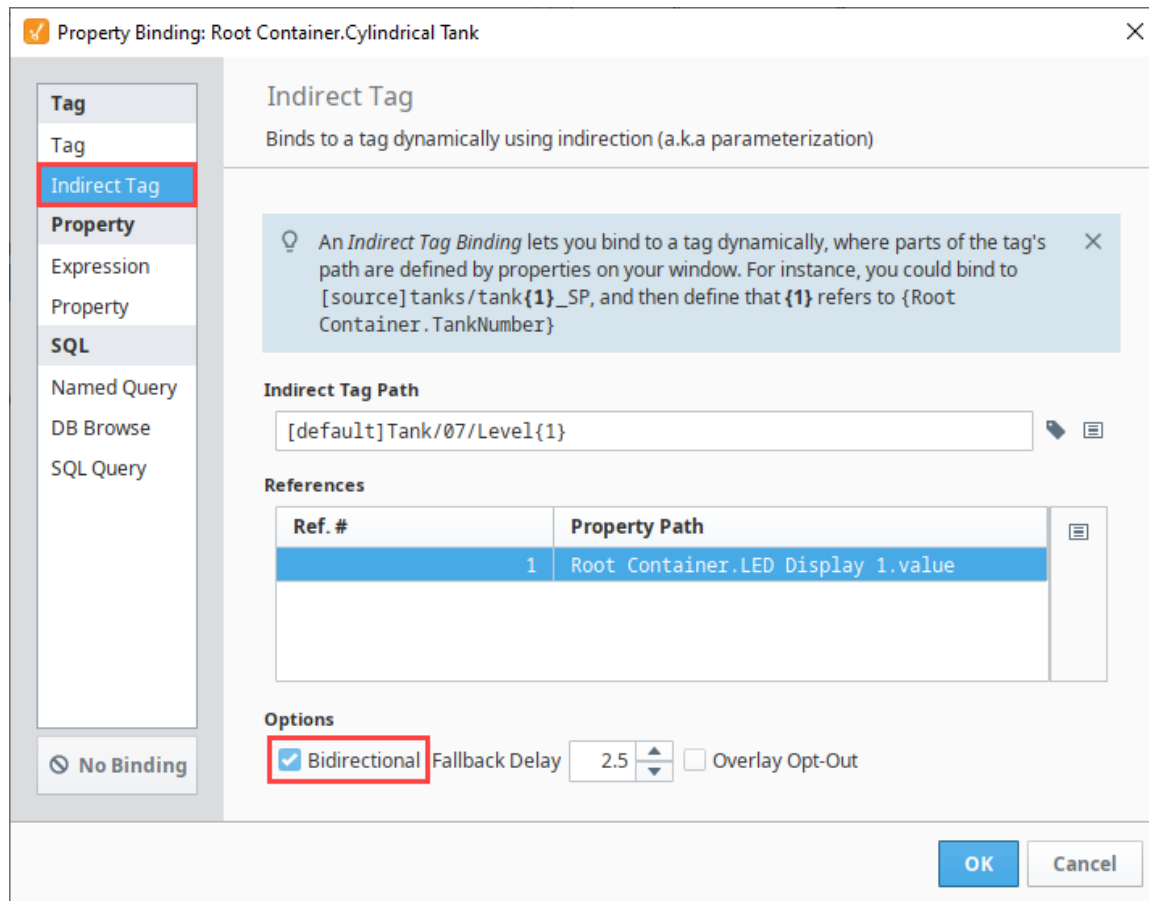 Property Binding: Root Container.Cylindrical Tank
Tag
Tag
Indirect Tag
Property
Expression
Property
SQL
Named Query
DB Browse
SQL Query
No Binding
Indirect Tag
Binds to a tag dynamically using indirection (a.k.a parameterization)
An Indirect Tag Binding lets you bind to a tag dynamically, where parts of the tag's
path are defined by properties on your window. For instance, you could bind to
[source]tanks/tank{1}_SP, and then define that {1} refers to {Root
Container.TankNumber}
Indirect Tag Path
[default]Tank/07/Level{1}
References
Ref. # Property Path
1 Root Container.LED Display 1.value
Options
Bidirectional Fallback Delay 2.5 Overlay Opt-Out
OK Cancel